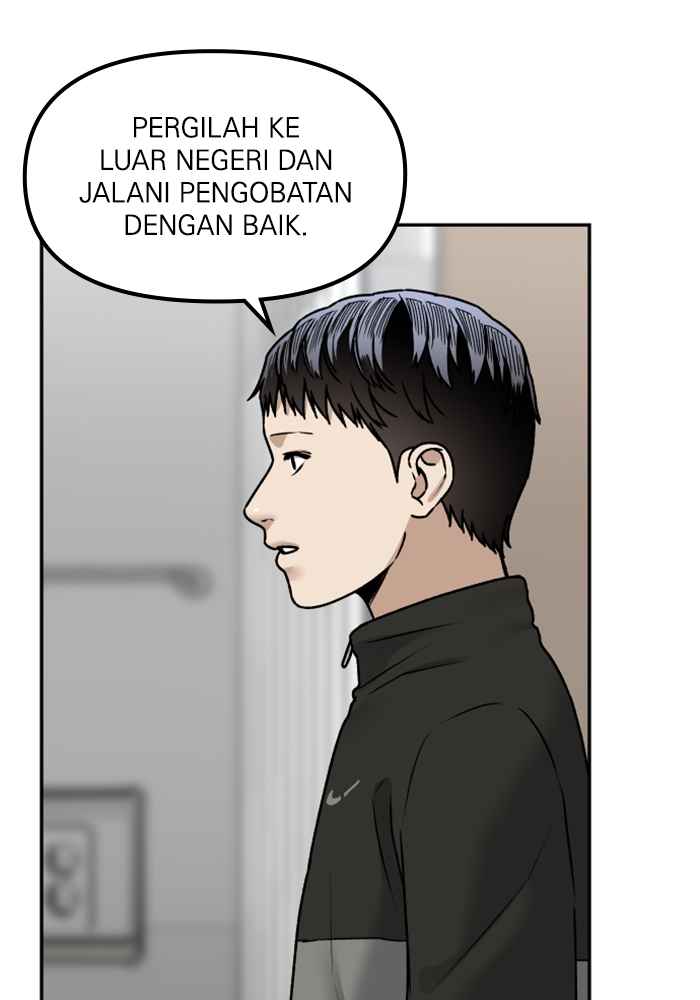 PERGILAH KE
LUAR NEGERI DAN
JALANI PENGOBATAN
DENGAN BAIK.